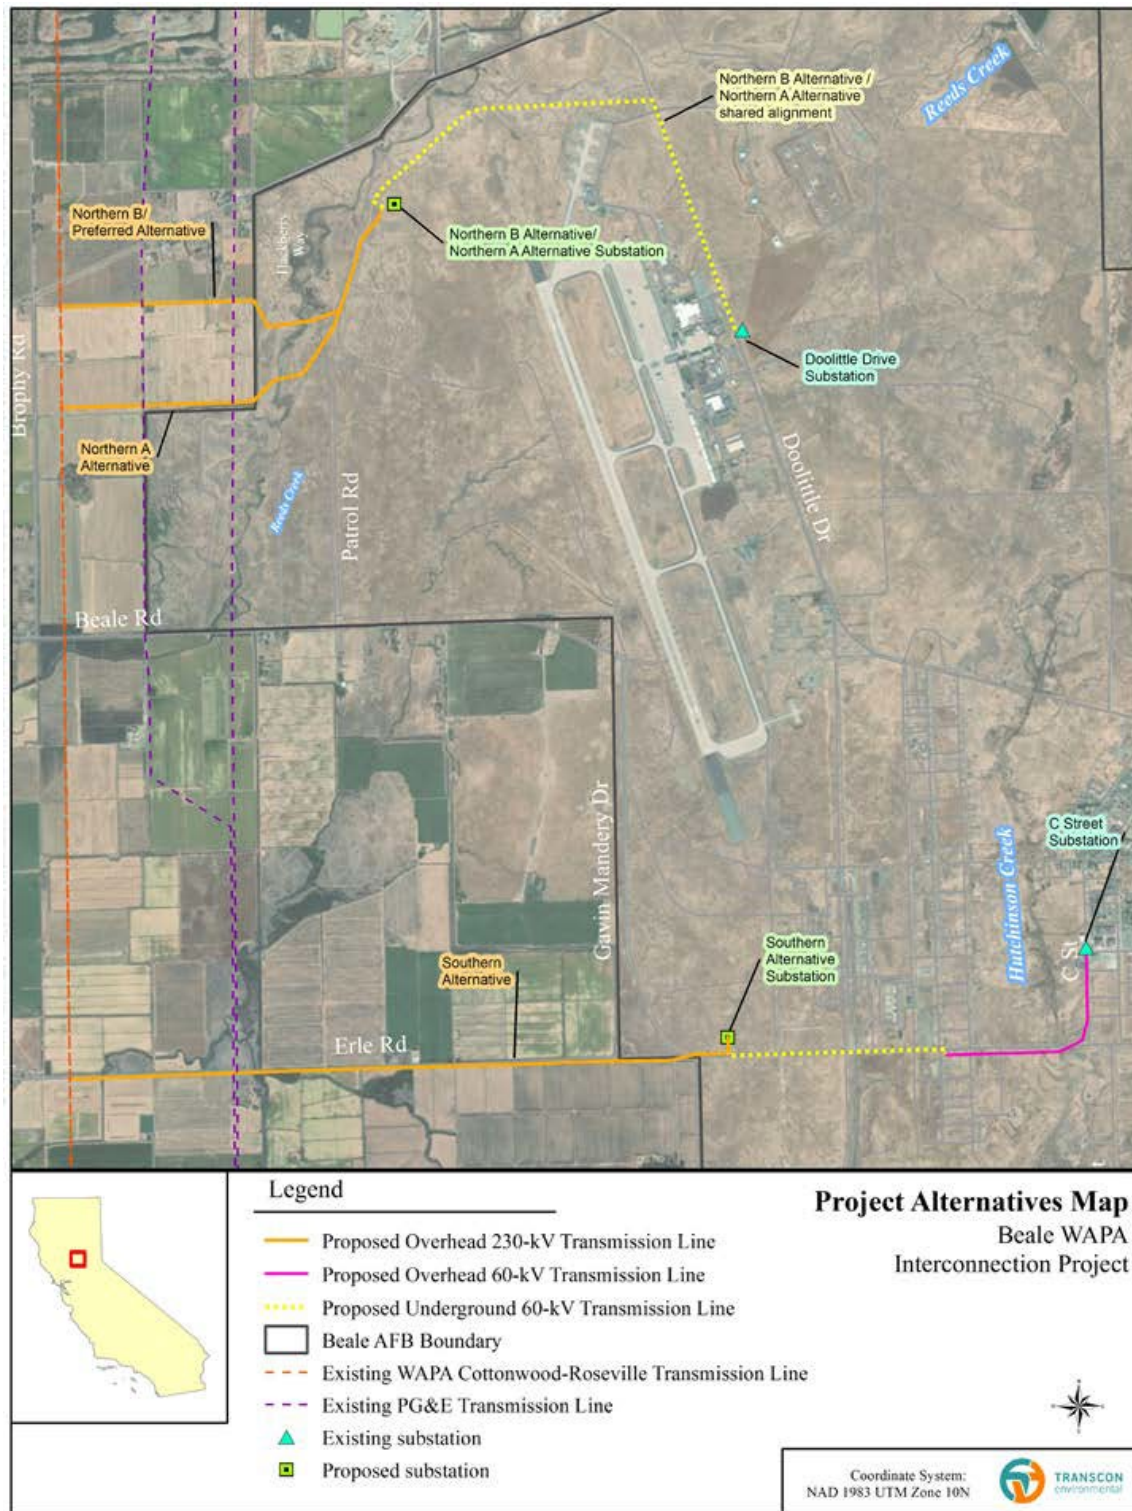 Reeds Creek
Northern B Alternative /
Northern A Alternative
shared alignment
Northern B/
Preferred Alternative
Northern B Alternative/
Northern A Alternative Substation
Way
Brophy Rd
Doolittle Drive
Substation
Northern A
Alternative
Reeds Creek
Patrol Rd
Doolittle Dr
Beale Rd
Gavin Mandery Dr
C Street
Substation
Hutchinson Creek
C St
Southern
Alternative
Southern
Alternative
Substation
Erle Rd
Legend
Proposed Overhead 230-kV Transmission Line
Proposed Overhead 60-kV Transmission Line
Proposed Underground 60-kV Transmission Line
Beale AFB Boundary
Existing WAPA Cottonwood-Roseville Transmission Line
Existing PG&E Transmission Line
Existing substation
Proposed substation
Project Alternatives Map
Beale WAPA
Interconnection Project
Coordinate System:
NAD 1983 UTM Zone 10N
TRANSCON
environmental